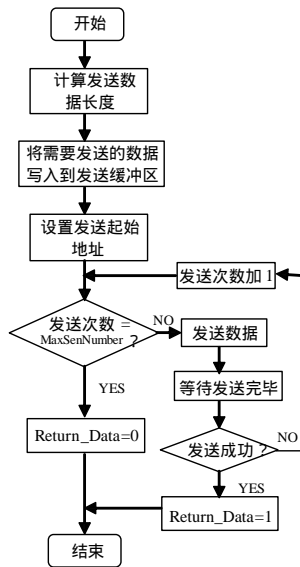 开始
计算发送数
据长度
将需要发送的数据
写入到发送缓冲区
设置发送起始
地址
发送次数加 1
发送次数 =
MaxSenNumber ?
NO
发送数据
等待发送完毕
YES
Return_Data=0
发送成功 ?
NO
YES
Return_Data=1
结束